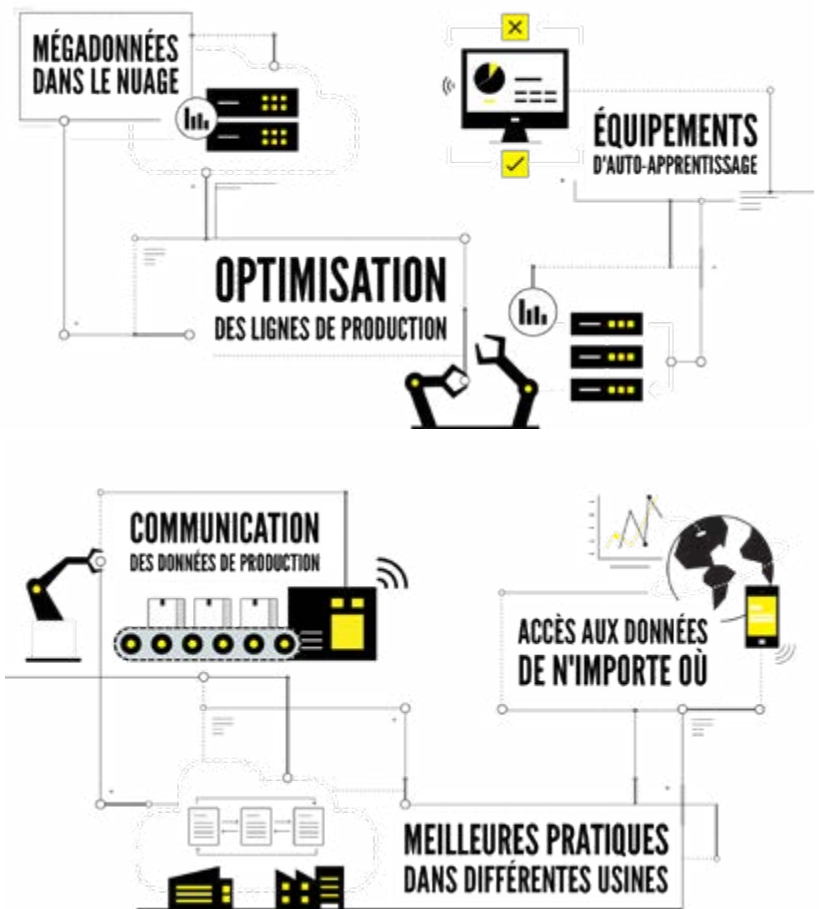 MÉGADONNÉES
DANS LE NUAGE
ÉQUIPEMENTS
D'AUTO-APPRENTISSAGE
OPTIMISATION
DES LIGNES DE PRODUCTION
COMMUNICATION
DES DONNÉES DE PRODUCTION
ACCÈS AUX DONNÉES
DE N'IMPORTE OÙ
MEILLEURES PRATIQUES
DANS DIFFÉRENTES USINES